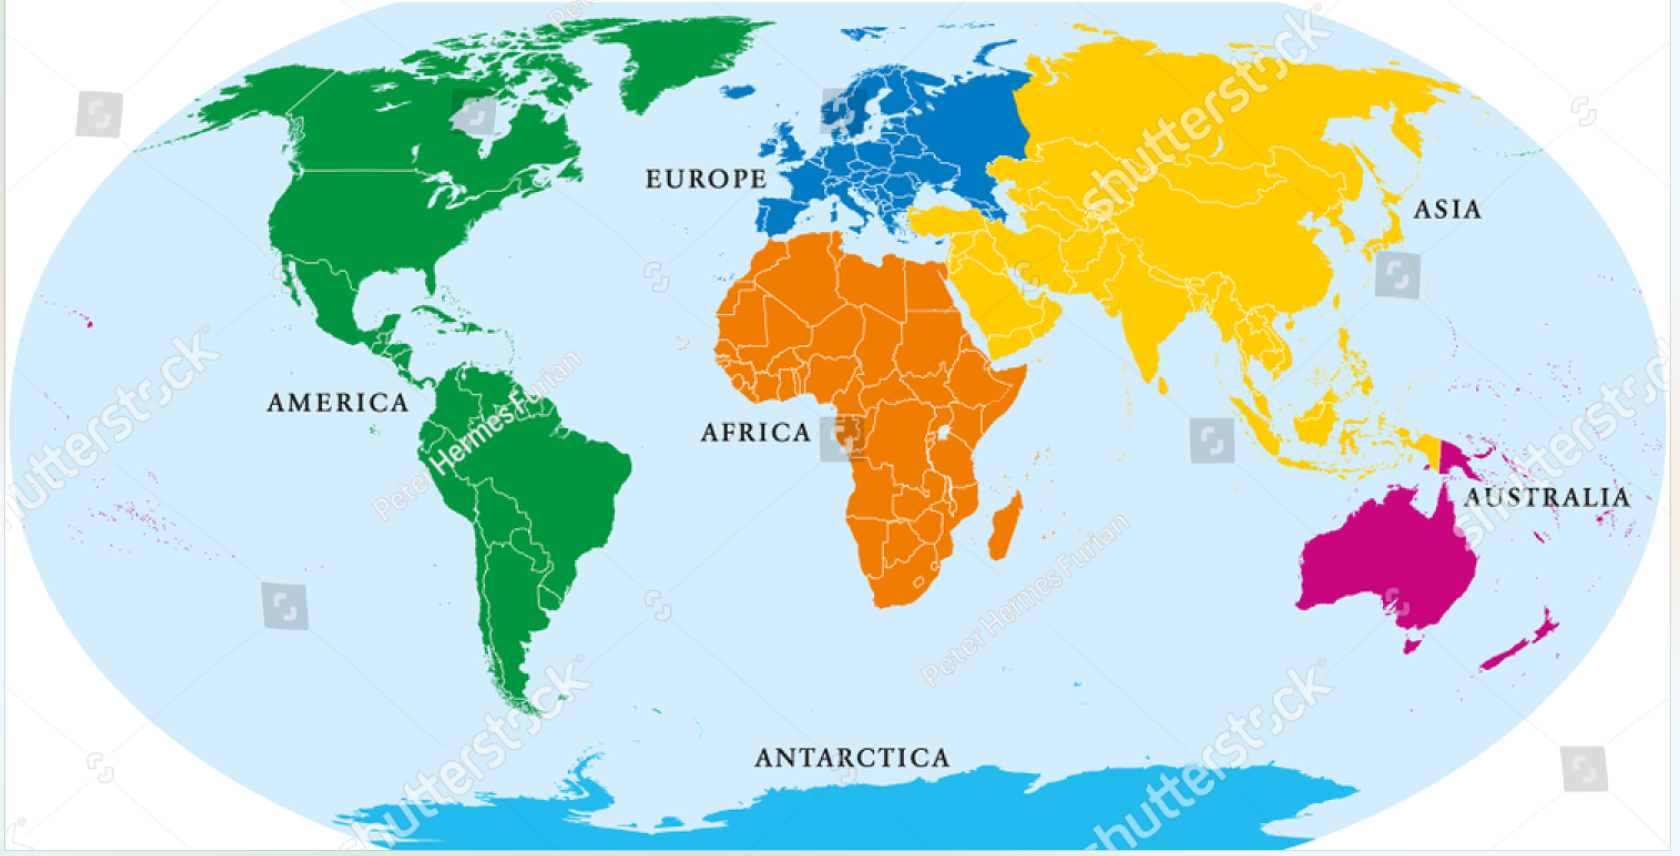 EUROPE
ASIA
AMERICA
AFRICA
AUSTRALIA
ANTARCTICA
shutterstock
shutterstock
shutterstock
shutterstock
shutterstock
Peter Hermes Furian
Peter Hermes Furian